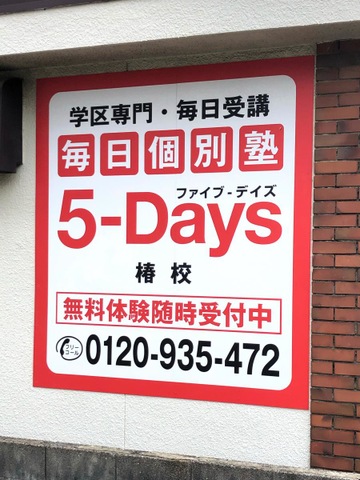 学区専門・毎日受講
毎日個別塾
ファイブ-デイズ
5-Days
椿校
無料体験随時受付中
フリーコール 0120-935-472